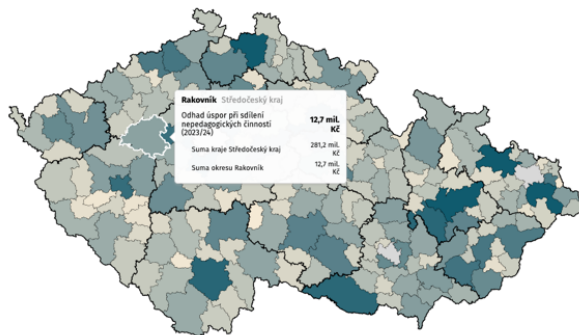 Rakovník Středočeský kraj
Odhad úspor při sdílení 12,7 mil.
nepedagogických činností Kč
(2023/24)
Suma kraje Středočeský kraj 281,2 mil.
Kč
Suma okresu Rakovník 12,7 mil.
Kč